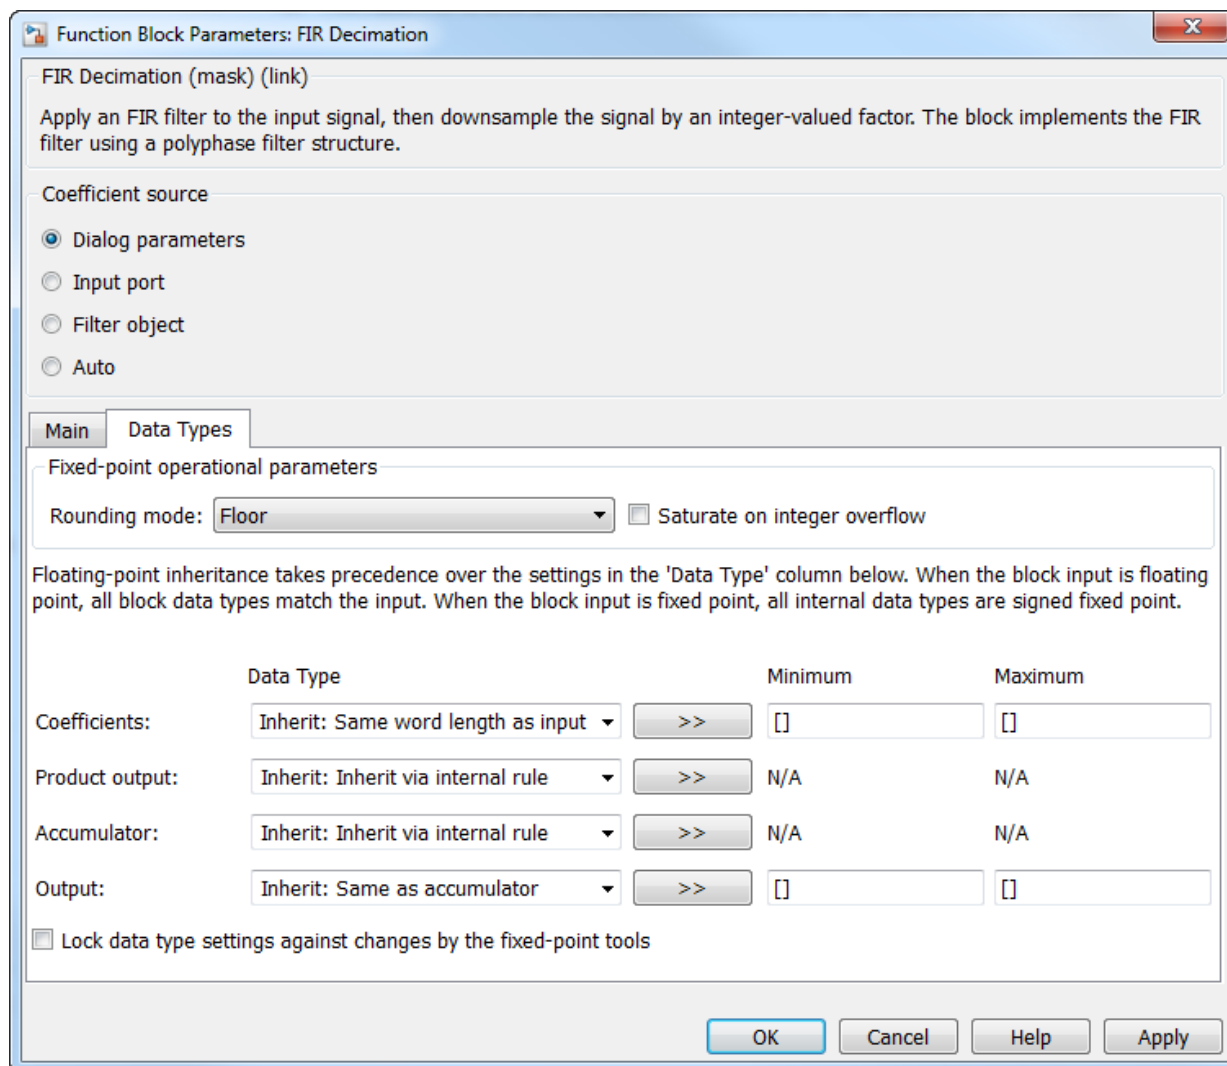 Function Block Parameters: FIR Decimation
X
FIR Decimation (mask) (link)
Apply an FIR filter to the input signal, then downsample the signal by an integer-valued factor. The block implements the FIR
filter using a polyphase filter structure.
Coefficient source
Dialog parameters
Input port
Filter object
Auto
Main Data Types
Fixed-point operational parameters
Rounding mode: Floor Saturate on integer overflow
Floating-point inheritance takes precedence over the settings in the 'Data Type' column below. When the block input is floating
point, all block data types match the input. When the block input is fixed point, all internal data types are signed fixed point.
Data Type Minimum Maximum
Coefficients: Inherit: Same word length as input >> [] []
Product output: Inherit: Inherit via internal rule >> N/A N/A
Accumulator: Inherit: Inherit via internal rule >> N/A N/A
Output: Inherit: Same as accumulator >> [] []
Lock data type settings against changes by the fixed-point tools
OK Cancel Help Apply